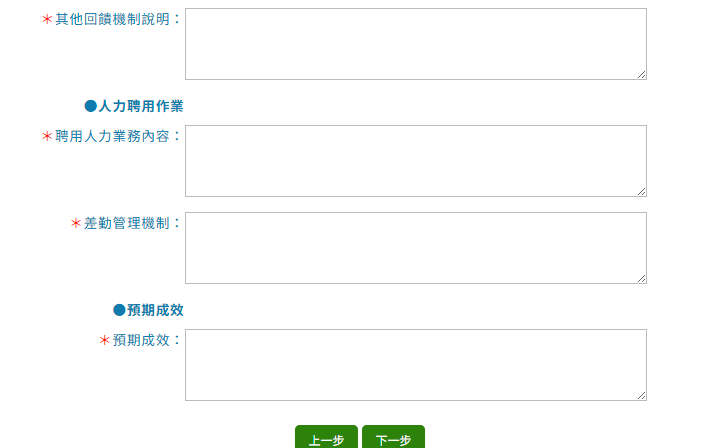 ＊其他回饋機制說明：
●人力聘用作業
＊聘用人力業務內容：
＊差勤管理機制：
●預期成效
＊預期成效：
上一步 下一步